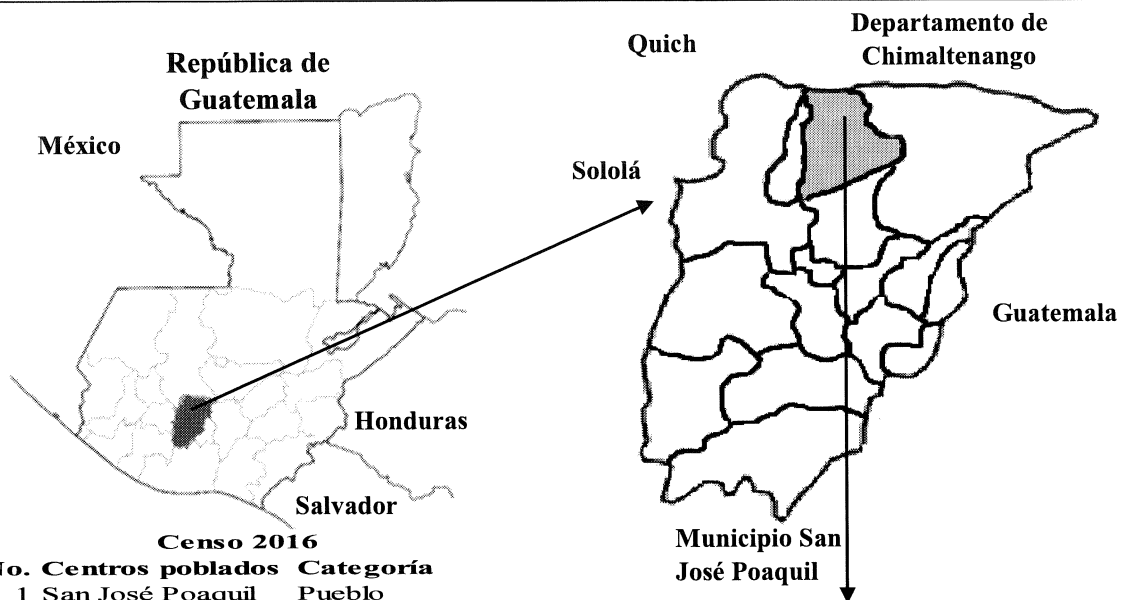 República de
Guatemala
México
Honduras
Salvador
Quich
Departamento de
Chimaltenango
Sololá
Guatemala
Municipio San
José Poaquil
Censo 2016
No. Centros poblados Categoría
1 San José Poaquil Pueblo